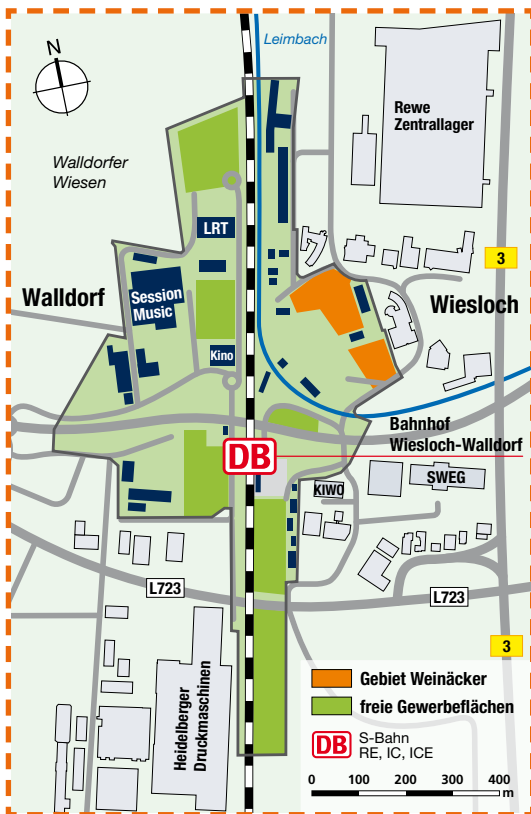 N
Leimbach
Rewe
Zentrallager
Walldorfer
Wiesen
LRT
3
Walldorf
Session
Music
Wiesloch
Kino
Bahnhof
Wiesloch-Walldorf
DB
SWEG
KIWO
L723
L723
3
Heidelberger
Druckmaschinen
Gebiet Weinäcker
freie Gewerbeflächen
DB
S-Bahn
RE, IC, ICE
0 100 200 300 400
m